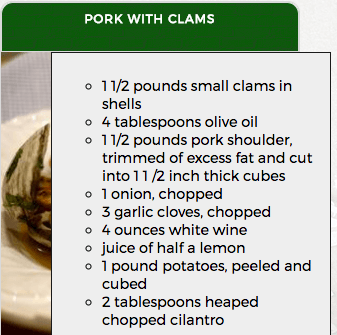 PORK WITH CLAMS
1 1/2 pounds small clams in
shells
4 tablespoons olive oil
1 1/2 pounds pork shoulder,
trimmed of excess fat and cut
into 1 1 /2 inch thick cubes
1 onion, chopped
3 garlic cloves, chopped
4 ounces white wine
juice of half a lemon
1 pound potatoes, peeled and
cubed
2 tablespoons heaped
chopped cilantro